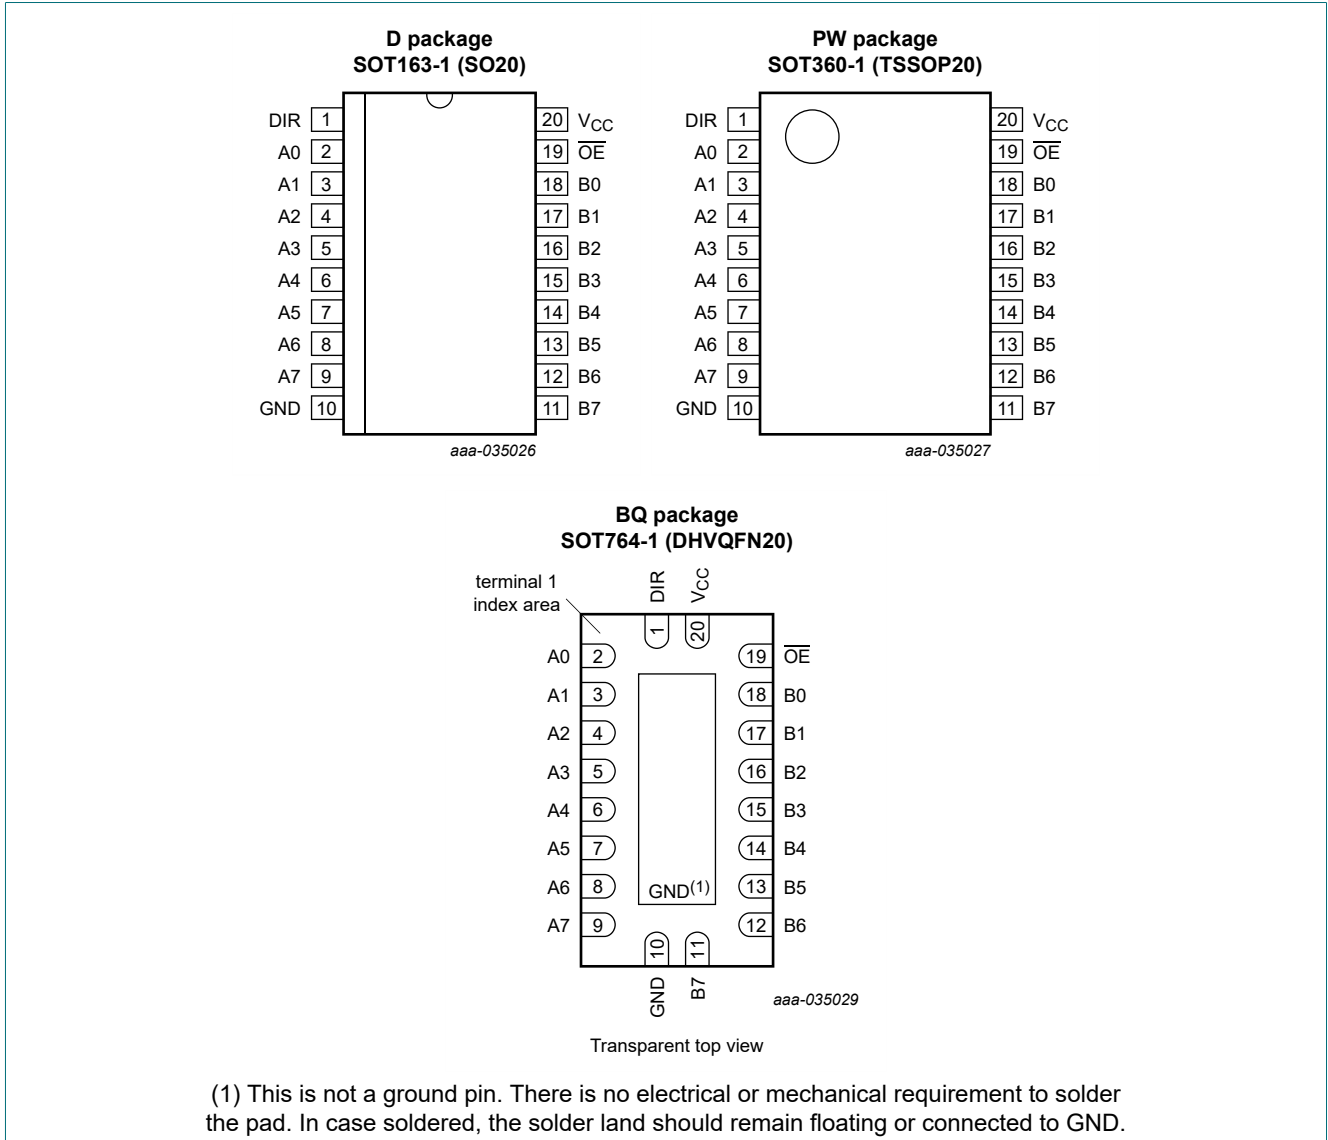 D package
SOT163-1 (SO20)
DIR 1
A0 2
A1 3
A2 4
A3 5
A4 6
A5 7
A6 8
A7 9
GND 10
20 VCC
19 OE
18 B0
17 B1
16 B2
15 B3
14 B4
13 B5
12 B6
11 B7
aaa-035026
PW package
SOT360-1 (TSSOP20)
DIR 1
A0 2
A1 3
A2 4
A3 5
A4 6
A5 7
A6 8
A7 9
GND 10
20 VCC
19 OE
18 B0
17 B1
16 B2
15 B3
14 B4
13 B5
12 B6
11 B7
aaa-035027
BQ package
SOT764-1 (DHVQFN20)
terminal 1
index area
DIR 1
VCC 20
A0 2
A1 3
A2 4
A3 5
A4 6
A5 7
A6 8
A7 9
19 OE
18 B0
17 B1
16 B2
15 B3
14 B4
13 B5
12 B6
GND(1)
10 GND
11 B7
aaa-035029
Transparent top view
(1) This is not a ground pin. There is no electrical or mechanical requirement to solder
the pad. In case soldered, the solder land should remain floating or connected to GND.